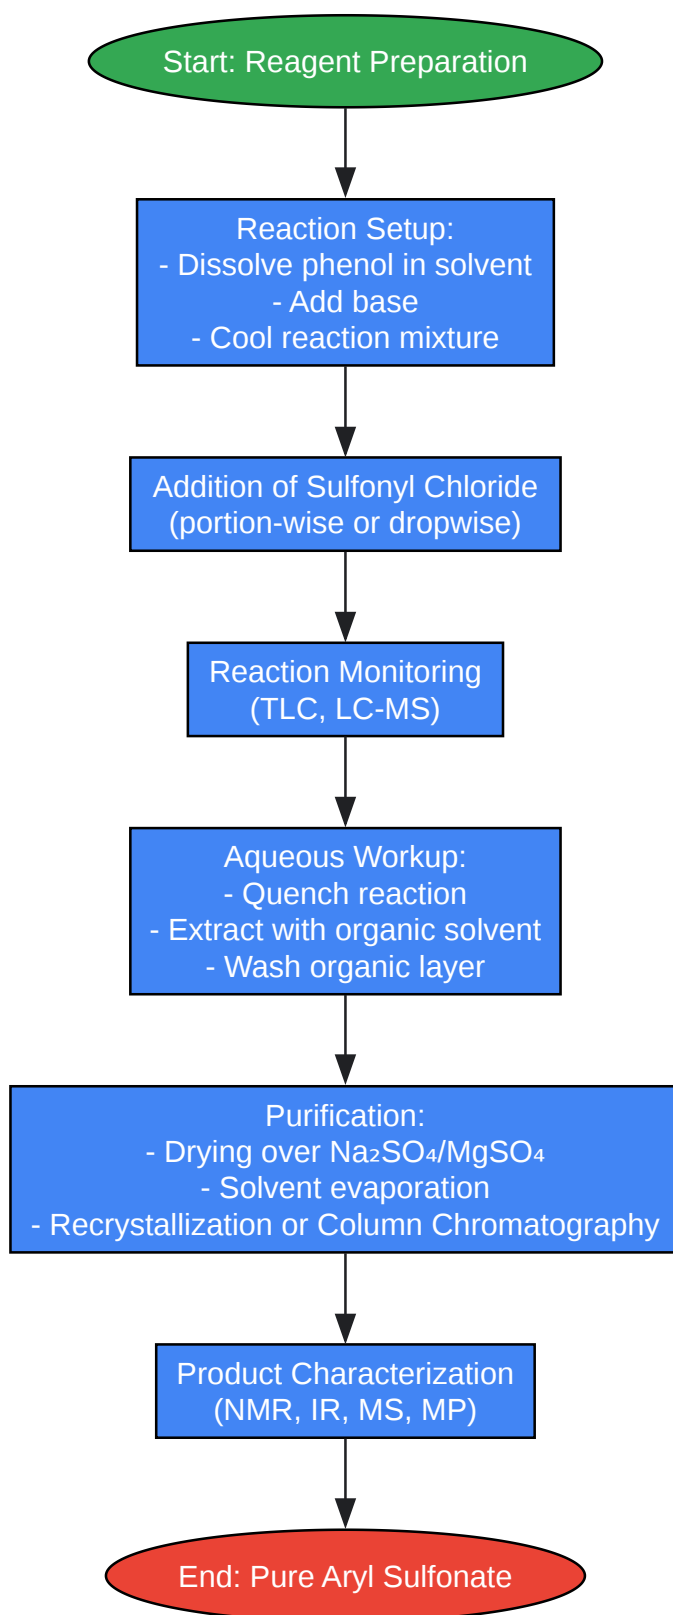 Start: Reagent Preparation
Reaction Setup:
- Dissolve phenol in solvent
- Add base
- Cool reaction mixture
Addition of Sulfonyl Chloride
(portion-wise or dropwise)
Reaction Monitoring
(TLC, LC-MS)
Aqueous Workup:
- Quench reaction
- Extract with organic solvent
- Wash organic layer
Purification:
- Drying over Na₂SO₄/MgSO₄
- Solvent evaporation
- Recrystallization or Column Chromatography
Product Characterization
(NMR, IR, MS, MP)
End: Pure Aryl Sulfonate